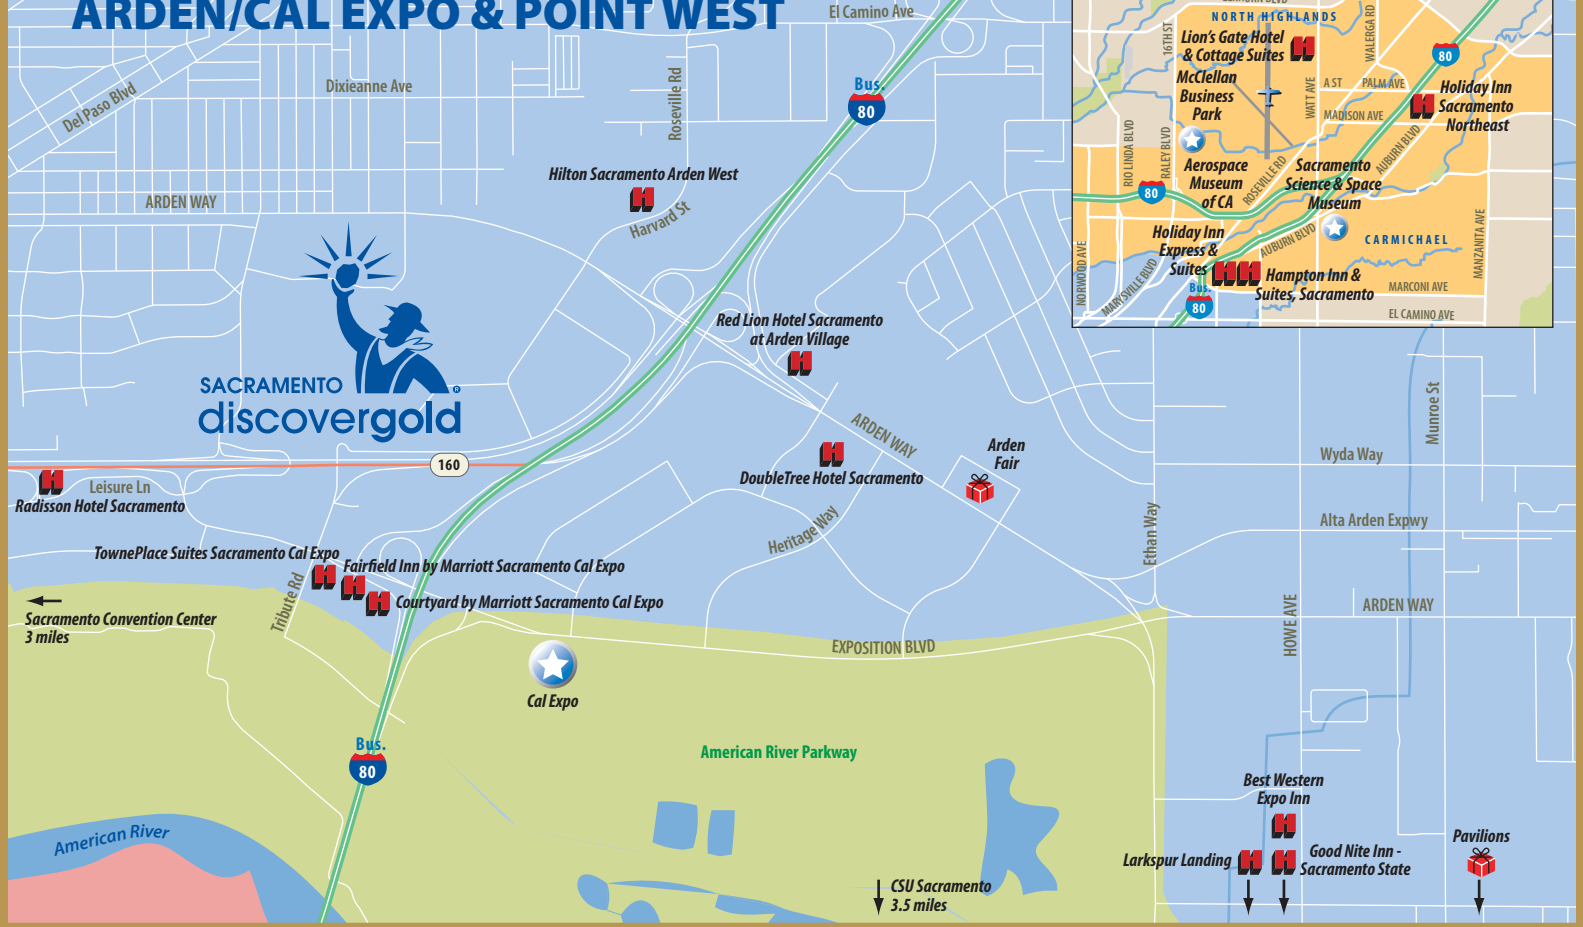 ARDEN/CAL EXPO & POINT WEST
El Camino Ave
Del Paso Blvd
Dixieanne Ave
Roseville Rd
Bus.
80
Hilton Sacramento Arden West
Harvard St
ARDEN WAY
SACRAMENTO
discovergold
®
Red Lion Hotel Sacramento
at Arden Village
ARDEN WAY
Arden
Fair
DoubleTree Hotel Sacramento
Heritage Way
160
Leisure Ln
Radisson Hotel Sacramento
TownePlace Suites Sacramento Cal Expo
Fairfield Inn by Marriott Sacramento Cal Expo
Courtyard by Marriott Sacramento Cal Expo
Tribute Rd
Sacramento Convention Center
3 miles
EXPOSITION BLVD
Cal Expo
American River Parkway
Bus.
80
American River
CSU Sacramento
3.5 miles
NORTH HIGHLANDS
16TH ST
Lion's Gate Hotel
& Cottage Suites
WALERGA RD
80
McClellan
Business
Park
WATT AVE
A ST
PALM AVE
MADISON AVE
Holiday Inn
Sacramento
Northeast
RIO LINDA BLVD
RALEY BLVD
AUBURN BLVD
Aerospace
Museum
of CA
ROSEVILLE RD
Sacramento
Science & Space
Museum
80
Holiday Inn
Express &
Suites
AUBURN BLVD
CARMICHAEL
MANZANITA AVE
NORWOOD AVE
MARYSVILLE BLVD
Bus.
80
Hampton Inn &
Suites, Sacramento
MARCONI AVE
EL CAMINO AVE
Munroe St
Wyda Way
Ethan Way
Alta Arden Expwy
HOWE AVE
ARDEN WAY
Best Western
Expo Inn
Larkspur Landing
Good Nite Inn -
Sacramento State
Pavilions